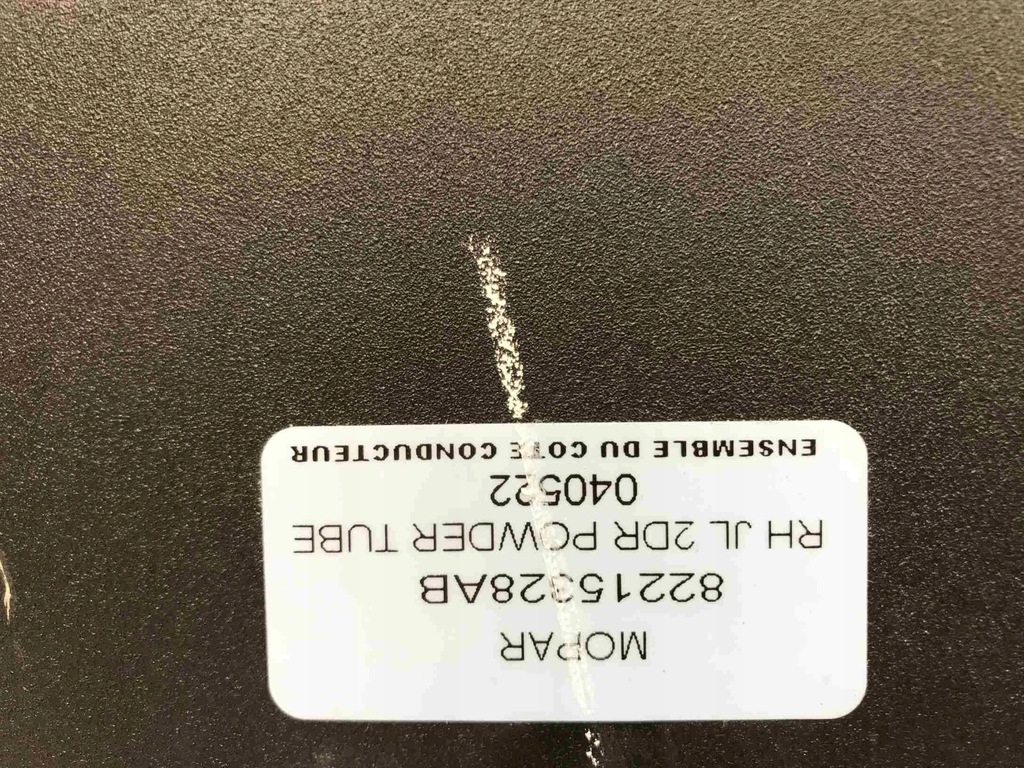 MOPAR
82215328AB
RH JL 2DR POWDER TUBE
040522
ENSEMBLE DU COTE CONDUCTEUR